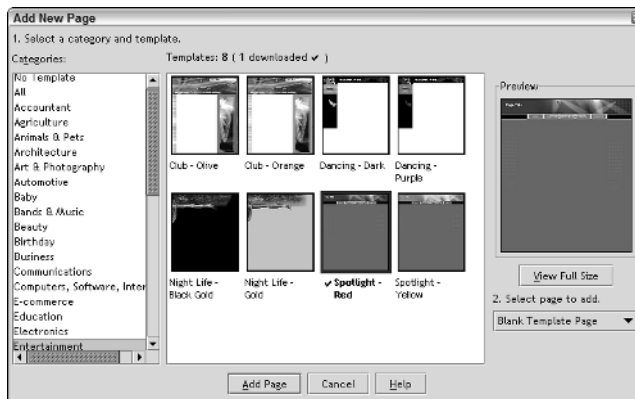 Add New Page
1. Select a category and template.
Categories:
Templates: 8 ( 1 downloaded ✔ )
No Template
All
Accountant
Agriculture
Animals & Pets
Architecture
Art & Photography
Automotive
Baby
Bands & Music
Beauty
Birthday
Business
Communications
Computers, Software, Inter
E-commerce
Education
Electronics
Entertainment
Club - Olive
Club - Orange
Dancing - Dark
Dancing -
Purple
Night Life -
Black Gold
Night Life -
Gold
✔ Spotlight -
Red
Spotlight -
Yellow
Preview
View Full Size
2. Select page to add.
Blank Template Page
Add Page
Cancel
Help